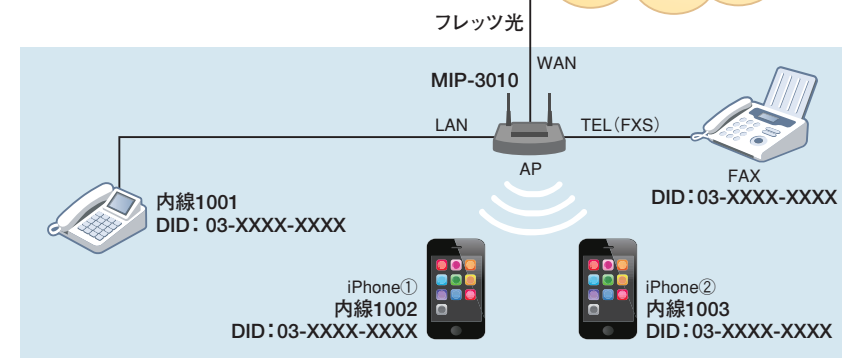 フレッツ光
WAN
MIP-3010
LAN
TEL(FXS)
AP
FAX
DID:03-XXXX-XXXX
内線1001
DID:03-XXXX-XXXX
iPhone①
内線1002
DID:03-XXXX-XXXX
iPhone②
内線1003
DID:03-XXXX-XXXX